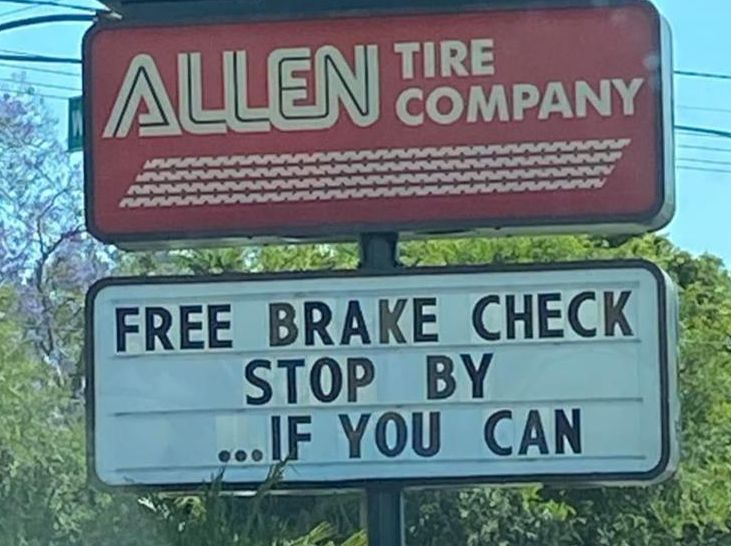 ALLEN TIRE
COMPANY
FREE BRAKE CHECK
STOP BY
...IF YOU CAN